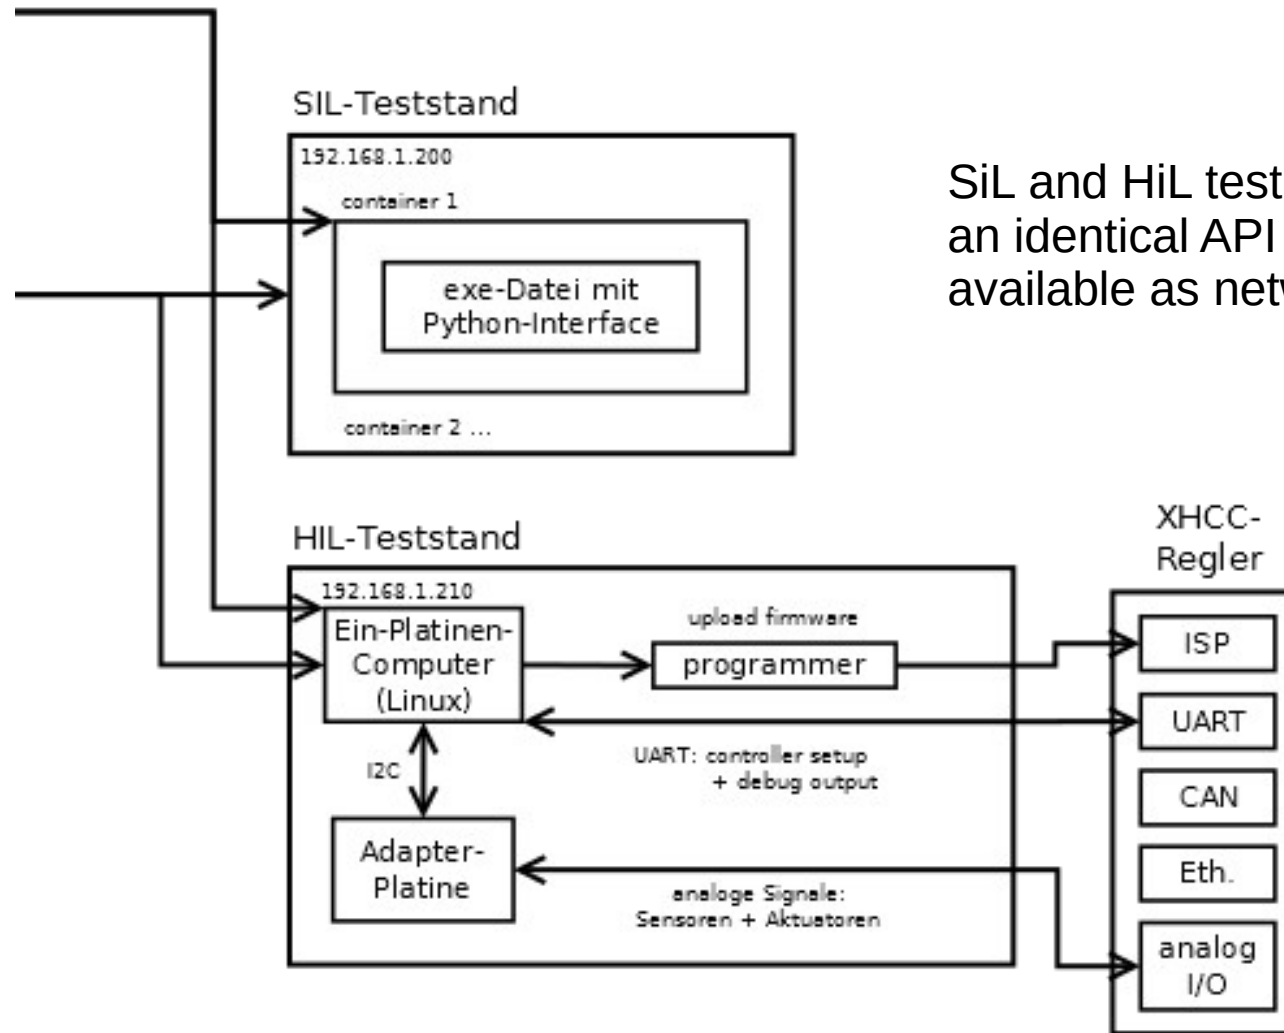 SIL-Teststand
192.168.1.200
container 1
exe-Datei mit
Python-Interface
container 2 ...
SiL and HiL test
an identical API
available as
HIL-Teststand
192.168.1.210
Ein-Platinen-
Computer
(Linux)
upload firmware
programmer
I2C
UART: controller setup
+ debug output
Adapter-
Platine
analoge Signale:
Sensoren + Aktuatoren
XHCC-
Regler
ISP
UART
CAN
Eth.
analog
I/O